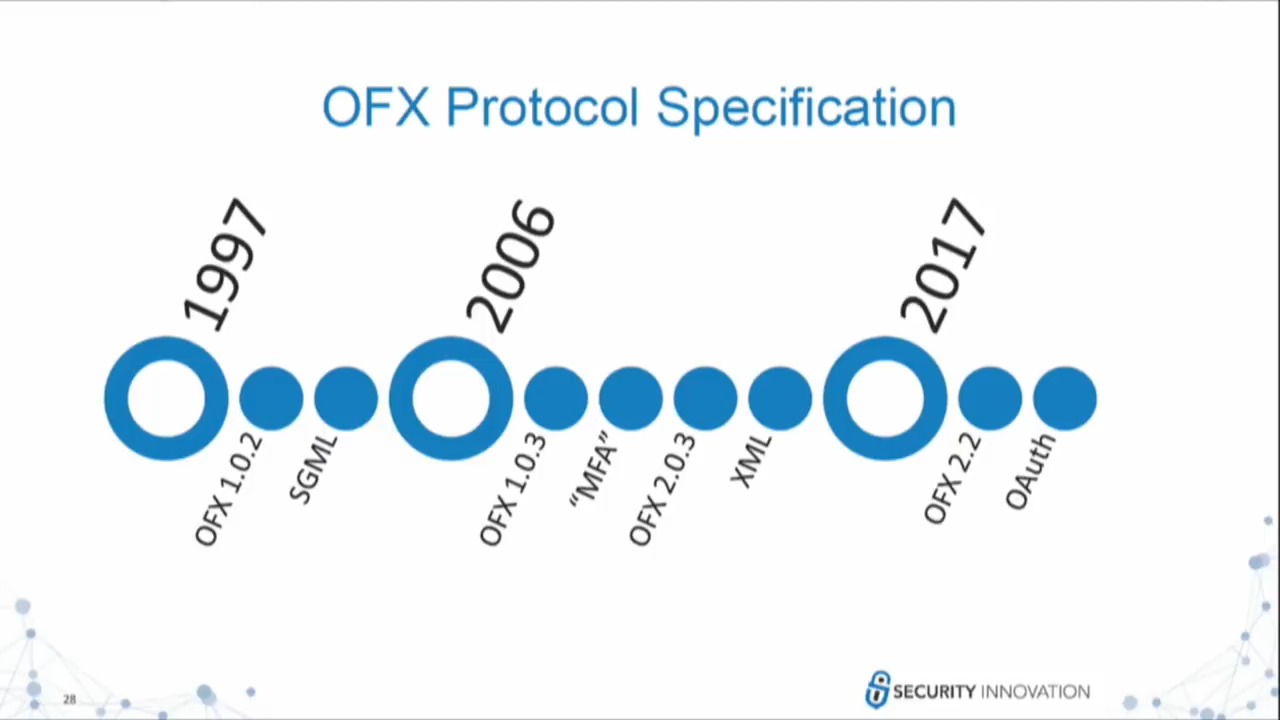 OFX Protocol Specification
1997
2006
2017
OFX 1.0.2
SGML
OFX 1.0.3
“MFA”
OFX 2.0.3
XML
OFX 2.2
OAuth
28
SECURITY INNOVATION